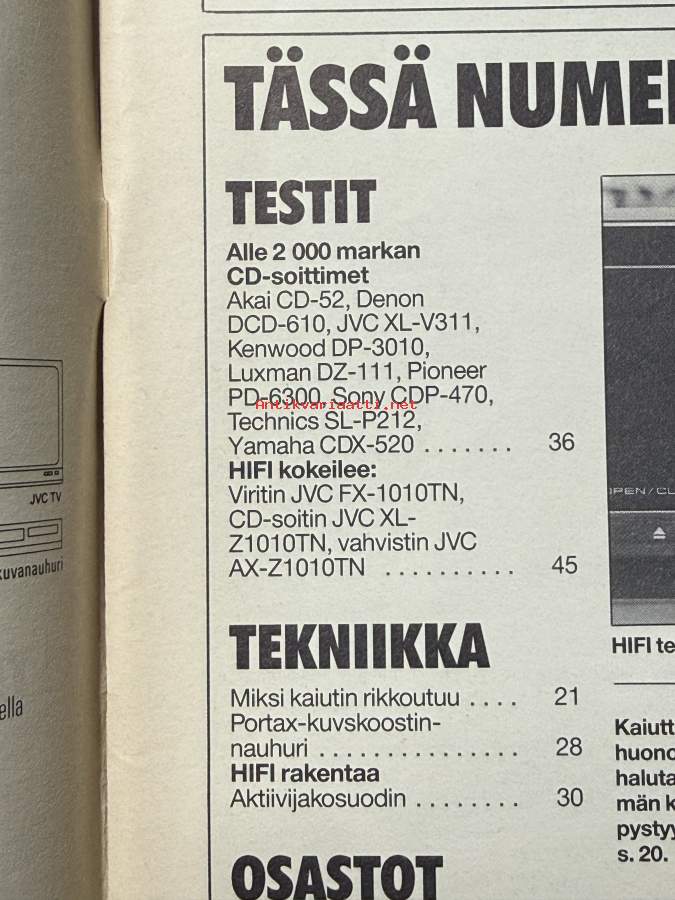 TÄSSÄ NUME
TESTIT
Alle 2 000 markan
CD-soittimet
Akai CD-52, Denon
DCD-610, JVC XL-V311,
Kenwood DP-3010,
Luxman DZ-111, Pioneer
PD-6300, Sony CDP-470,
Antikvariaatti.net
Technics SL-P212,
Yamaha CDX-520 ....... 36
HIFI kokeilee:
Viritin JVC FX-1010TN,
CD-soitin JVC XL-
Z1010TN, vahvistin JVC
AX-Z1010TN .......... 45
TEKNIIKKA
Miksi kaiutin rikkoutuu .... 21
Portax-kuvskoostin-
nauhuri ................ 28
HIFI rakentaa
Aktiivijakosuodin ........ 30
OSASTOT
JVC TV
kuvanauhuri
ella
PEN/CL
HIFI te
Kaiutt
huono
haluta
män k
pystyy
s. 20.